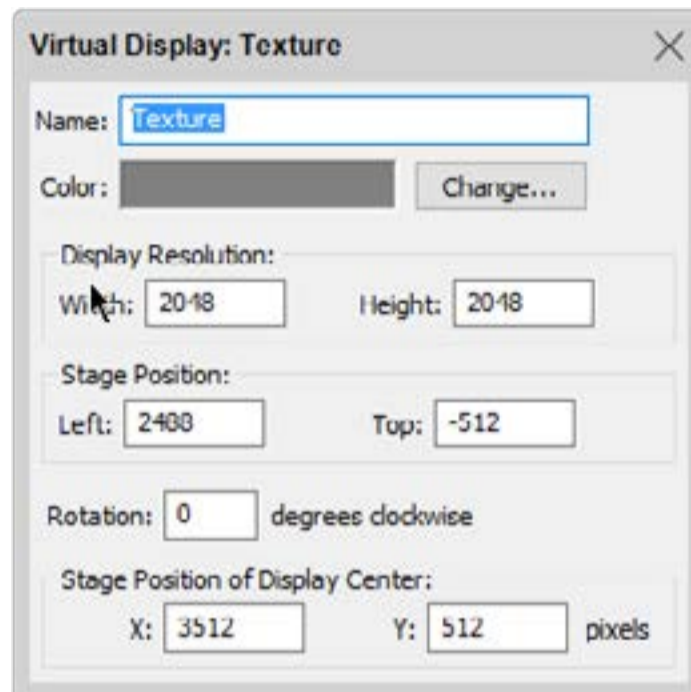 Virtual Display: Texture
Name: Texture
Color: Change...
Display Resolution:
Width: 2048 Height: 2048
Stage Position:
Left: 2488 Top: -512
Rotation: 0 degrees clockwise
Stage Position of Display Center:
X: 3512 Y: 512 pixels